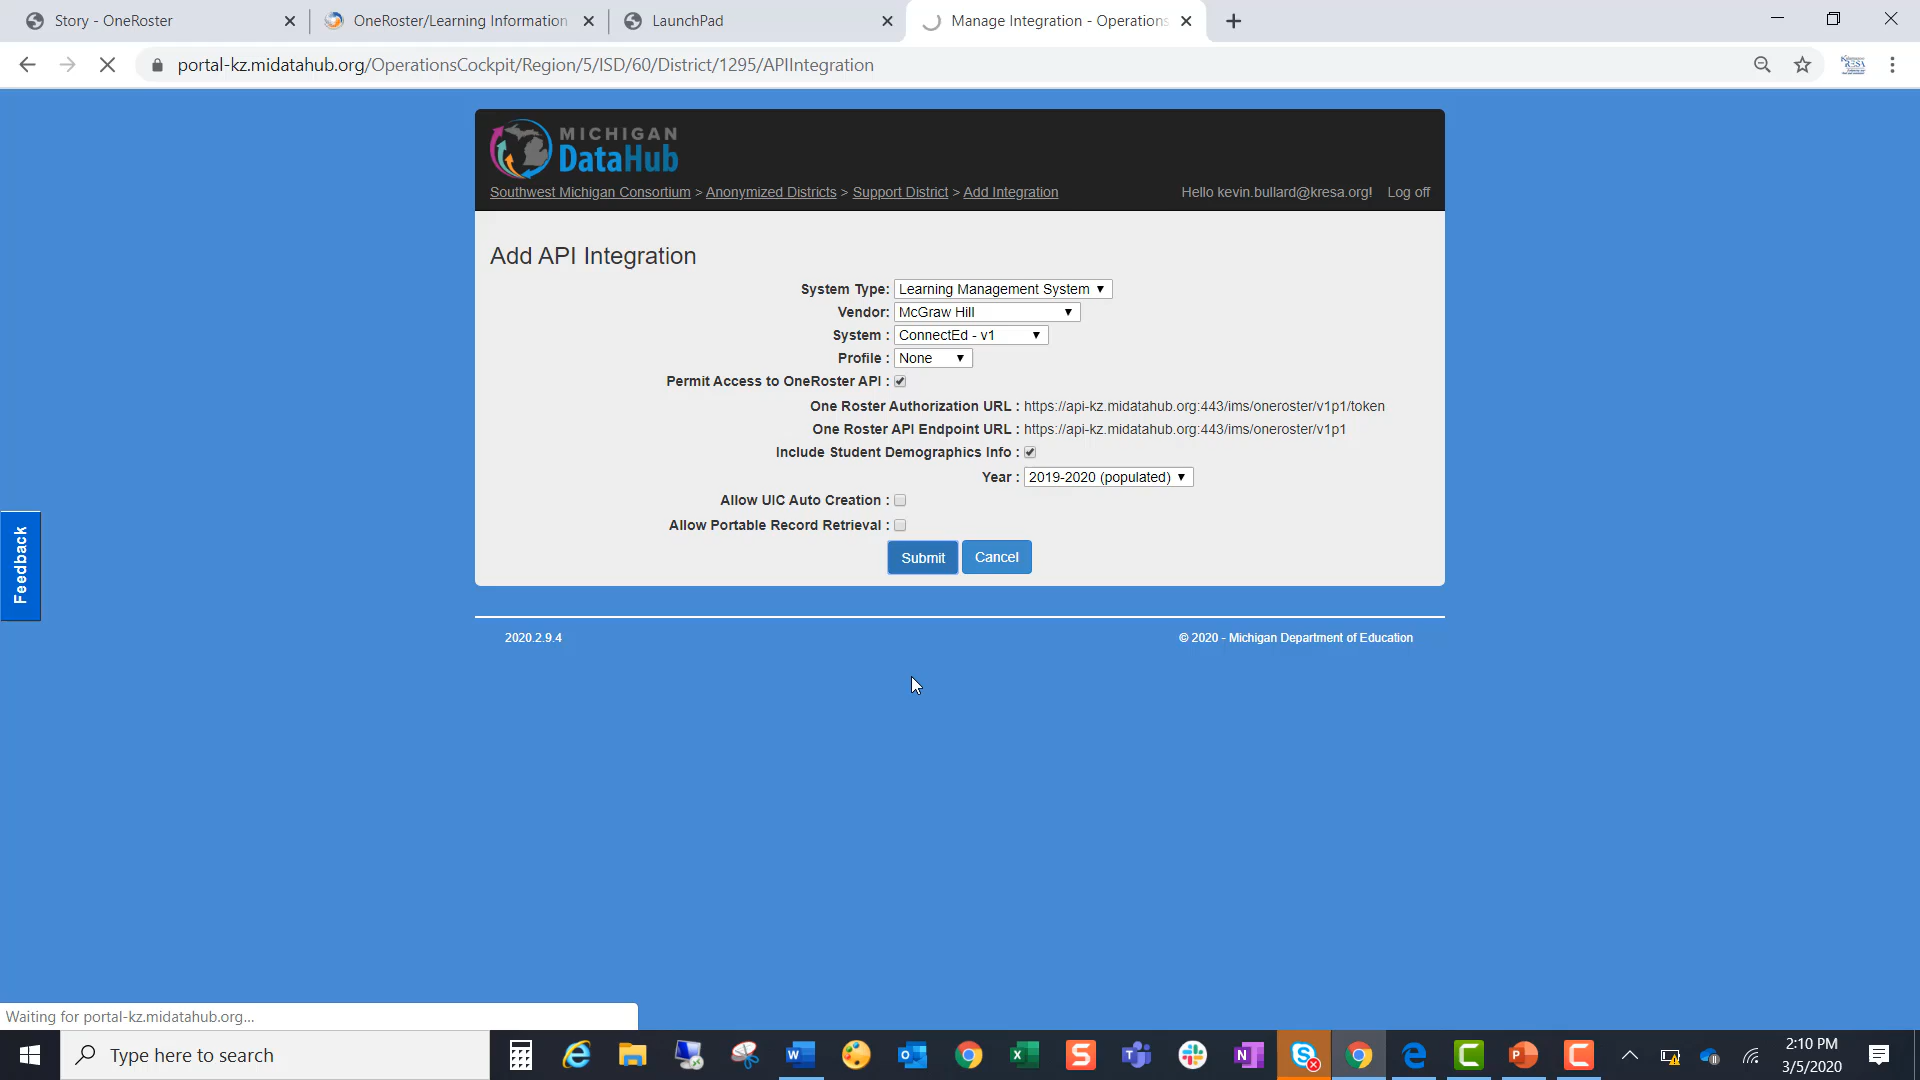 Story - OneRoster
OneRoster/Learning Information
LaunchPad
Manage Integration - Operations
portal-kz.midatahub.org/OperationsCockpit/Region/5/ISD/60/District/1295/APIIntegration
MICHIGAN
DataHub
Southwest Michigan Consortium > Anonymized Districts > Support District > Add Integration
Hello kevin.bullard@kresa.org! Log off
Add API Integration
System Type: Learning Management System
Vendor: McGraw Hill
System : ConnectEd - v1
Profile : None
Permit Access to OneRoster API :
One Roster Authorization URL : https://api-kz.midatahub.org:443/ims/oneroster/v1p1/token
One Roster API Endpoint URL : https://api-kz.midatahub.org:443/ims/oneroster/v1p1
Include Student Demographics Info :
Year : 2019-2020 (populated)
Allow UIC Auto Creation :
Allow Portable Record Retrieval :
Submit Cancel
Feedback
2020.2.9.4
© 2020 - Michigan Department of Education
Waiting for portal-kz.midatahub.org...
Type here to search
2:10 PM
3/5/2020